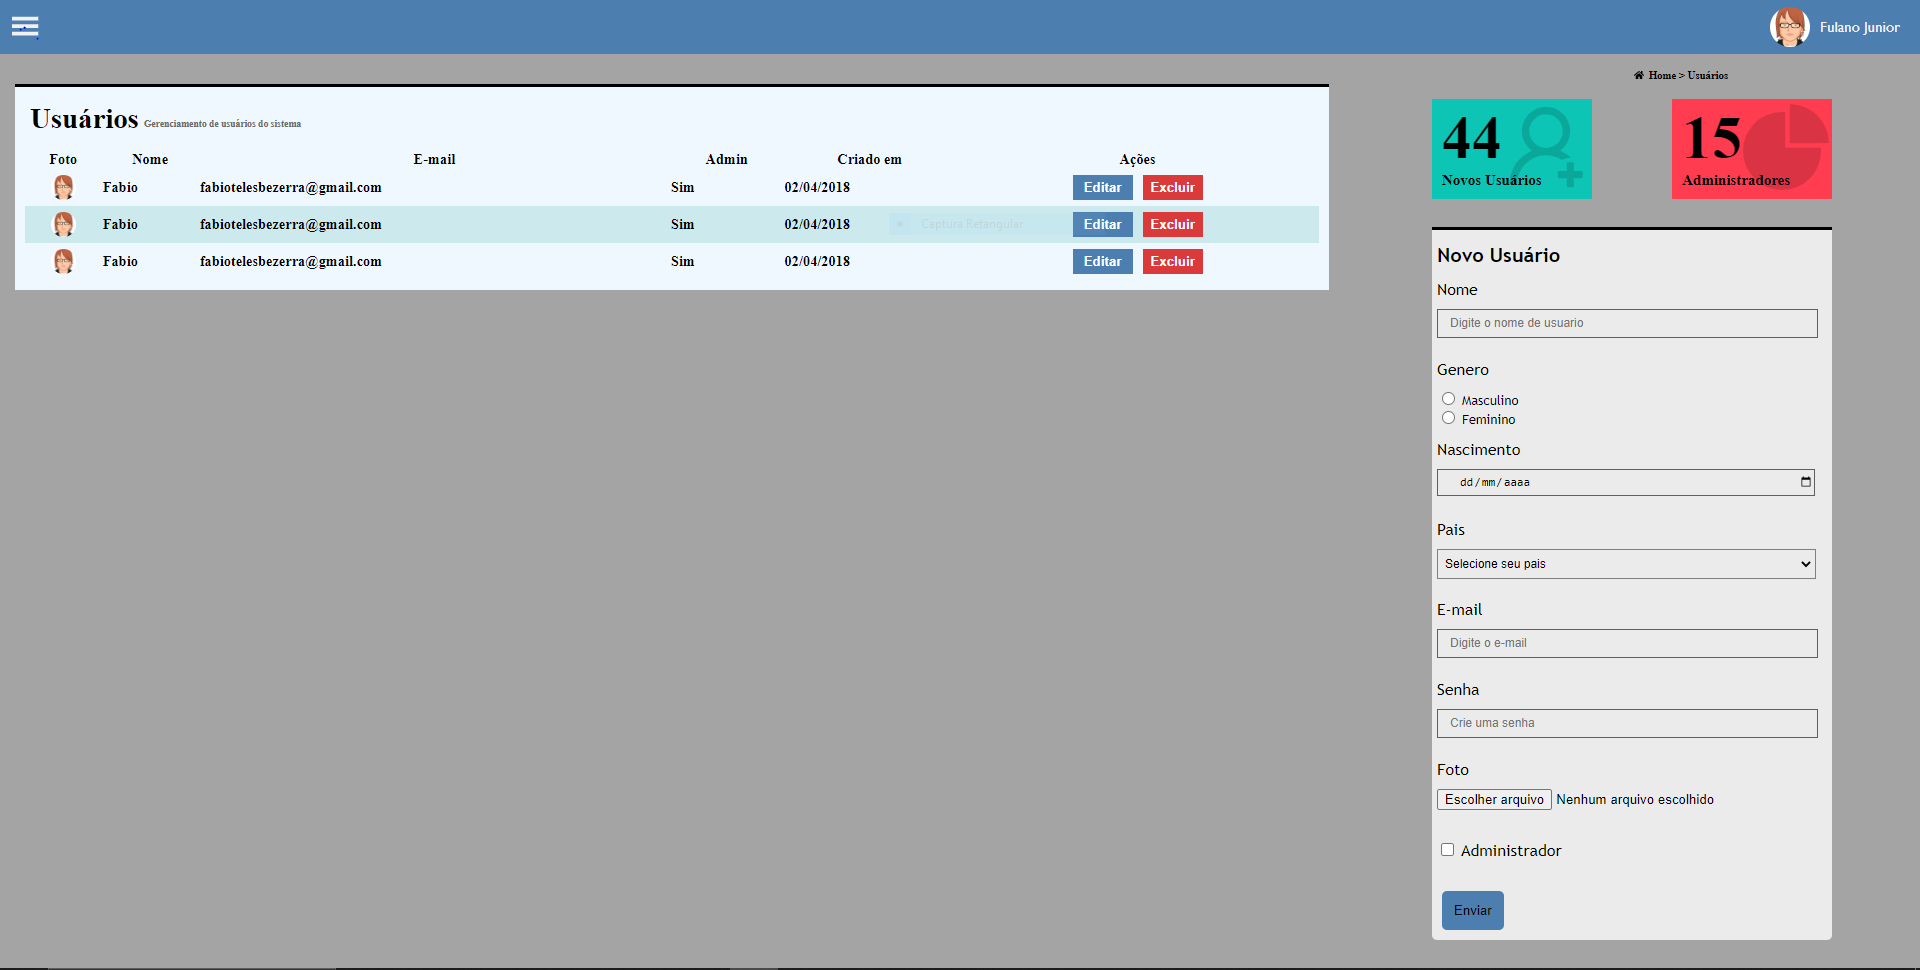 Fulano Junior
Home > Usuários
Usuários Gerenciamento de usuários do sistema
Foto Nome E-mail Admin Criado em Ações
Fabio fabiotelesbezerra@gmail.com Sim 02/04/2018 Editar Excluir
Fabio fabiotelesbezerra@gmail.com Sim 02/04/2018 Captura Retangular Editar Excluir
Fabio fabiotelesbezerra@gmail.com Sim 02/04/2018 Editar Excluir
44
Novos Usuários
15
Administradores
Novo Usuário
Nome
Digite o nome de usuario
Genero
Masculino
Feminino
Nascimento
dd/mm/aaaa
Pais
Selecione seu pais
E-mail
Digite o e-mail
Senha
Crie uma senha
Foto
Escolher arquivo Nenhum arquivo escolhido
Administrador
Enviar